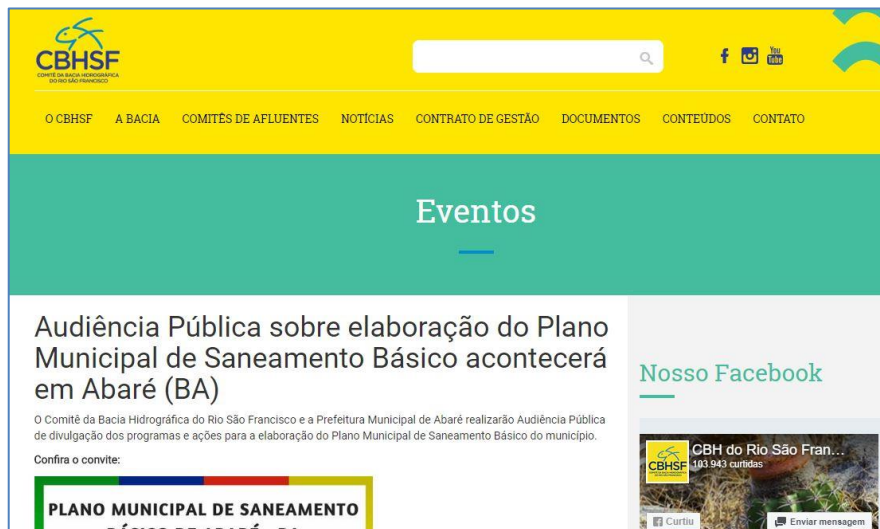 CBHSF
COMITÊ DA BACIA HIDROGRÁFICA
DO RIO SÃO FRANCISCO
f
You
Tube
O CBHSF A BACIA COMITÊS DE AFLUENTES NOTÍCIAS CONTRATO DE GESTÃO DOCUMENTOS CONTEÚDOS CONTATO
Eventos
Audiência Pública sobre elaboração do Plano
Municipal de Saneamento Básico acontecerá
em Abaré (BA)
O Comitê da Bacia Hidrográfica do Rio São Francisco e a Prefeitura Municipal de Abaré realizarão Audiência Pública
de divulgação dos programas e ações para a elaboração do Plano Municipal de Saneamento Básico do município.
Confira o convite:
PLANO MUNICIPAL DE SANEAMENTO
BÁSICO DE ABARÉ - BA
Nosso Facebook
CBHSF
CBH do Rio São Fran...
103.943 curtidas
Curtiu
Enviar mensagem